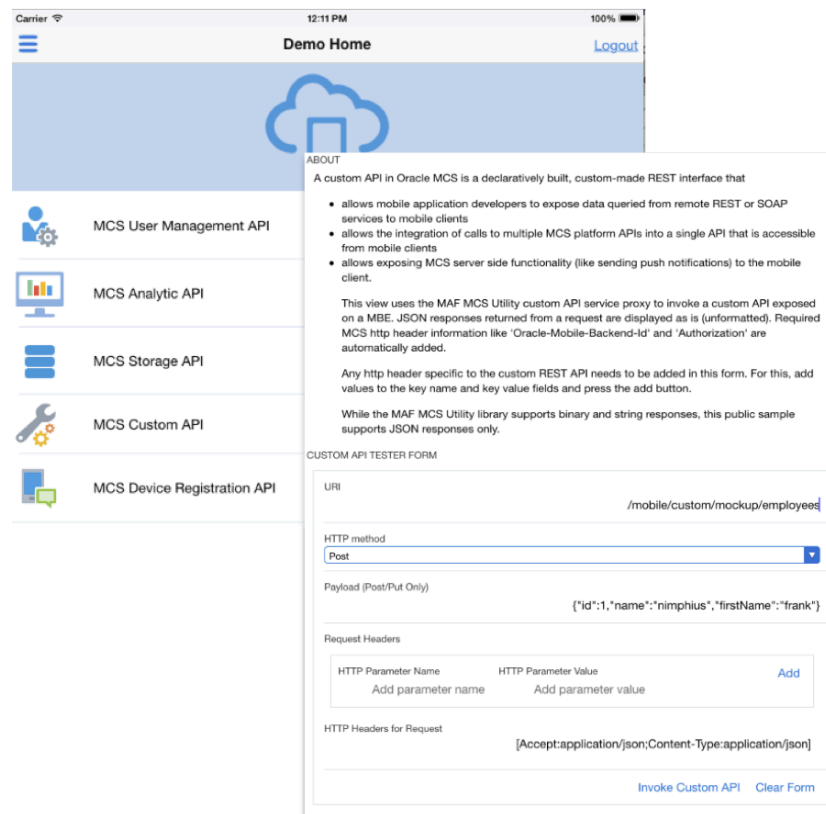 Carrier 12:11 PM 100%
Demo Home Logout
MCS User Management API
MCS Analytic API
MCS Storage API
MCS Custom API
MCS Device Registration API
ABOUT
A custom API in Oracle MCS is a declaratively built, custom-made REST interface that
• allows mobile application developers to expose data queried from remote REST or SOAP
services to mobile clients
• allows the integration of calls to multiple MCS platform APIs into a single API that is accessible
from mobile clients
• allows exposing MCS server side functionality (like sending push notifications) to the mobile
client.
This view uses the MAF MCS Utility custom API service proxy to invoke a custom API exposed
on a MBE. JSON responses returned from a request are displayed as is (unformatted). Required
MCS http header information like 'Oracle-Mobile-Backend-Id' and 'Authorization' are
automatically added.
Any http header specific to the custom REST API needs to be added in this form. For this, add
values to the key name and key value fields and press the add button.
While the MAF MCS Utility library supports binary and string responses, this public sample
supports JSON responses only.
CUSTOM API TESTER FORM
URI
/mobile/custom/mockup/employees
HTTP method
Post
Payload (Post/Put Only)
{"id":1,"name":"nimphius","firstName":"frank"}
Request Headers
HTTP Parameter Name HTTP Parameter Value Add
Add parameter name Add parameter value
HTTP Headers for Request
[Accept:application/json;Content-Type:application/json]
Invoke Custom API Clear Form